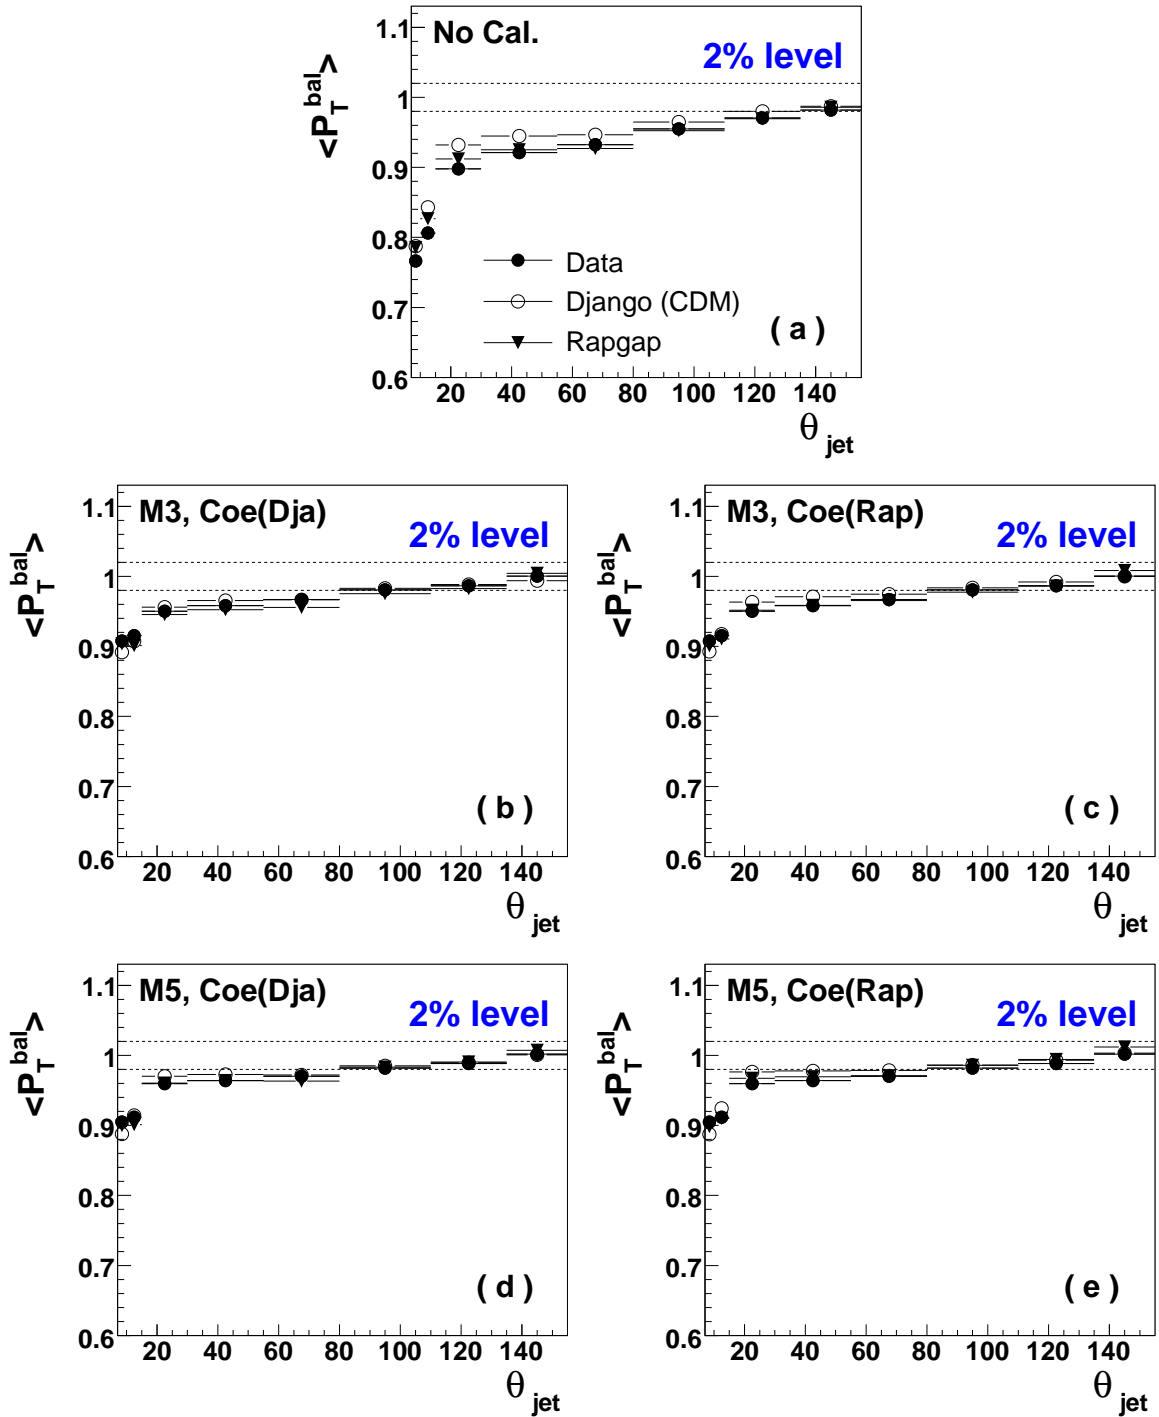 No Cal.
2% level
<P_T^bal>
1.1
1
0.9
0.8
0.7
0.6
Data
Django (CDM)
Rapgap
( a )
20 40 60 80 100 120 140
θ jet
M3, Coe(Dja)
2% level
<P_T^bal>
1.1
1
0.9
0.8
0.7
0.6
( b )
20 40 60 80 100 120 140
θ jet
M3, Coe(Rap)
2% level
<P_T^bal>
1.1
1
0.9
0.8
0.7
0.6
( c )
20 40 60 80 100 120 140
θ jet
M5, Coe(Dja)
2% level
<P_T^bal>
1.1
1
0.9
0.8
0.7
0.6
( d )
20 40 60 80 100 120 140
θ jet
M5, Coe(Rap)
2% level
<P_T^bal>
1.1
1
0.9
0.8
0.7
0.6
( e )
20 40 60 80 100 120 140
θ jet